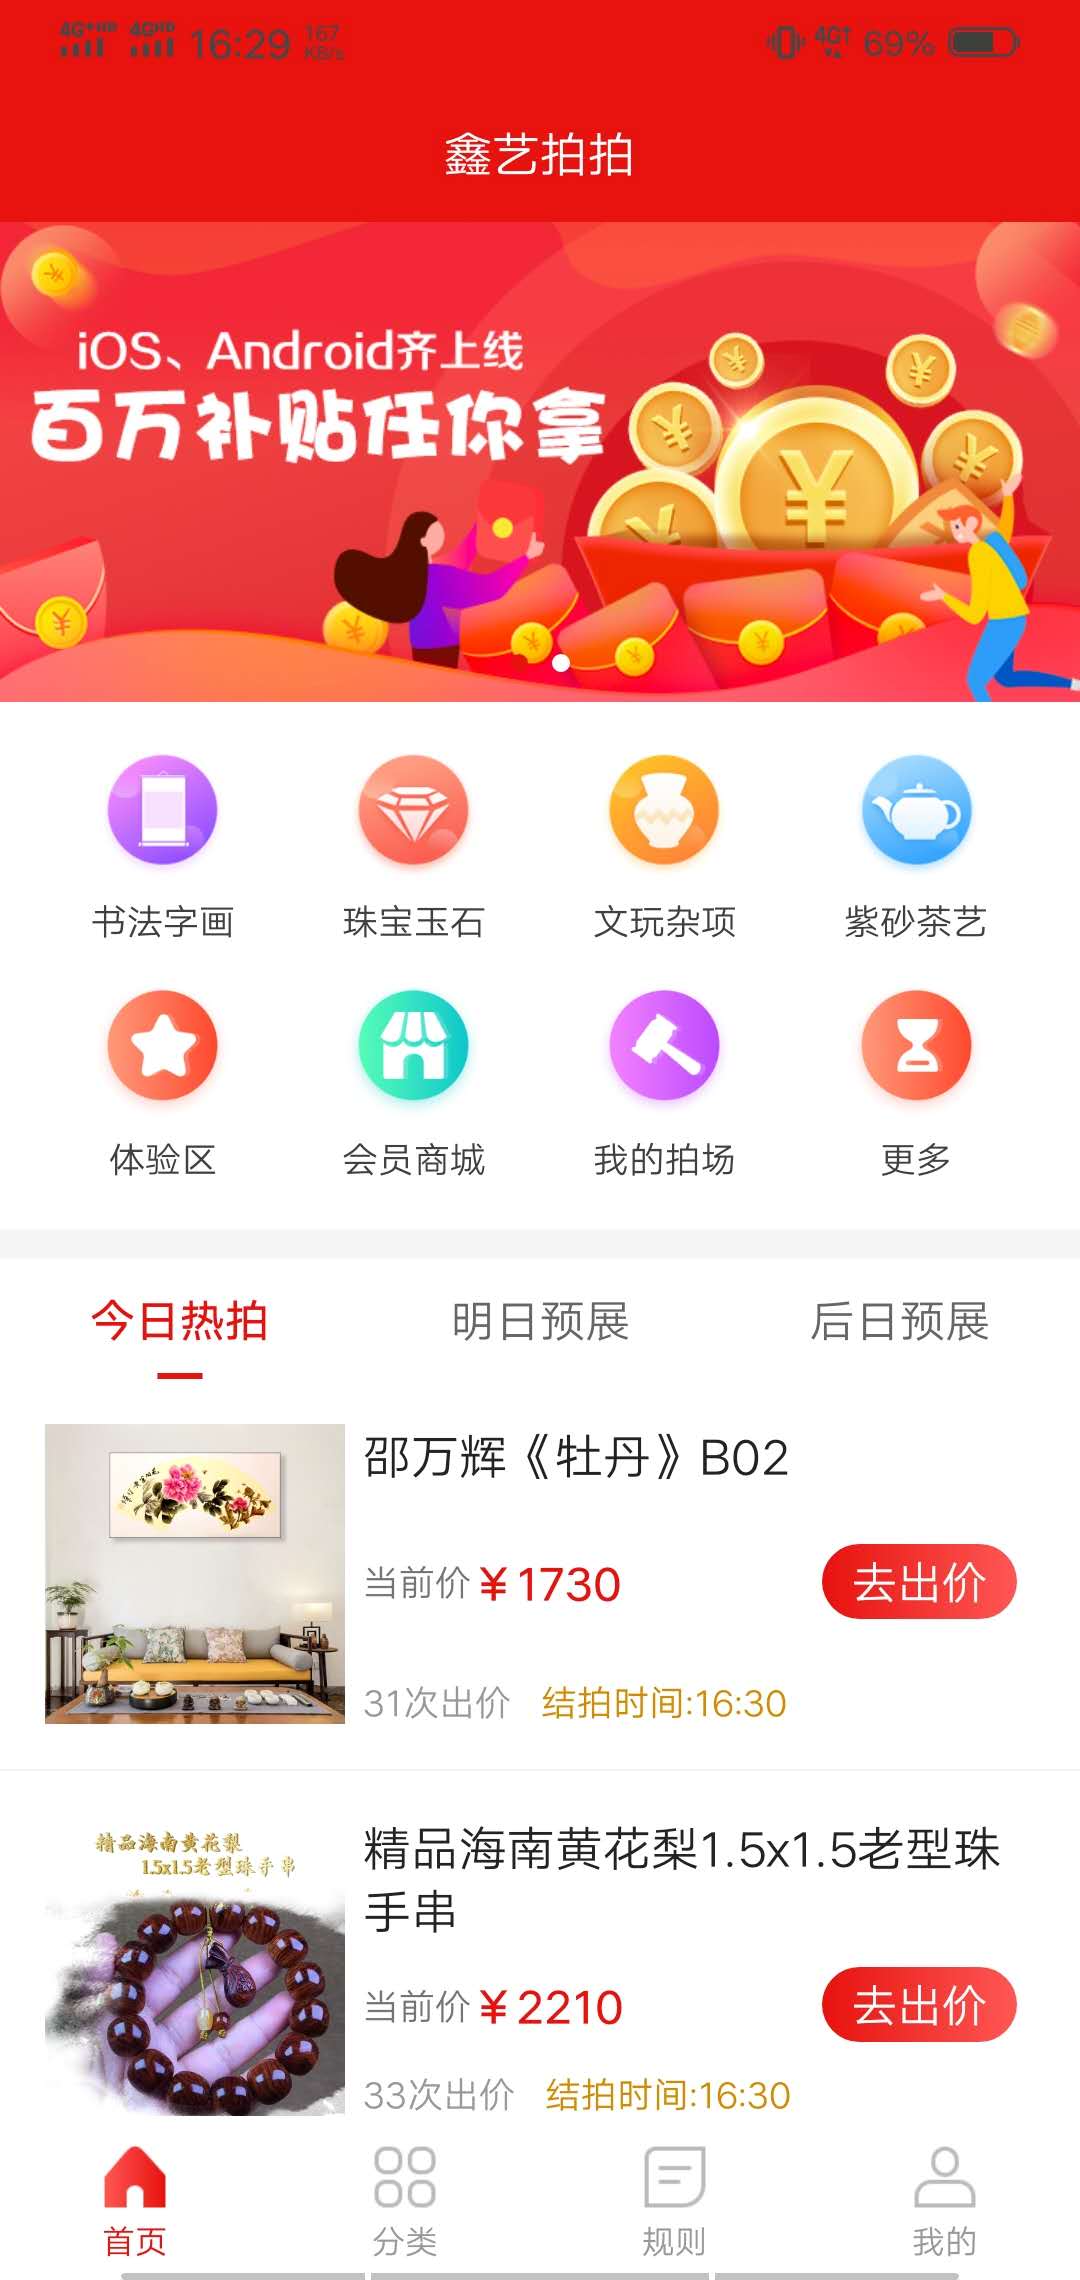 4G+HD 4GHD 16:29 167 KB/s 4G 69%
鑫艺拍拍
iOS、Android齐上线
百万补贴任你拿
书法字画 珠宝玉石 文玩杂项 紫砂茶艺
体验区 会员商城 我的拍场 更多
今日热拍 明日预展 后日预展
邵万辉《牡丹》B02
当前价 ¥1730 去出价
31次出价 结拍时间:16:30
精品海南黄花梨
1.5x1.5老型珠手串
精品海南黄花梨1.5x1.5老型珠
手串
当前价 ¥2210 去出价
33次出价 结拍时间:16:30
首页 分类 规则 我的